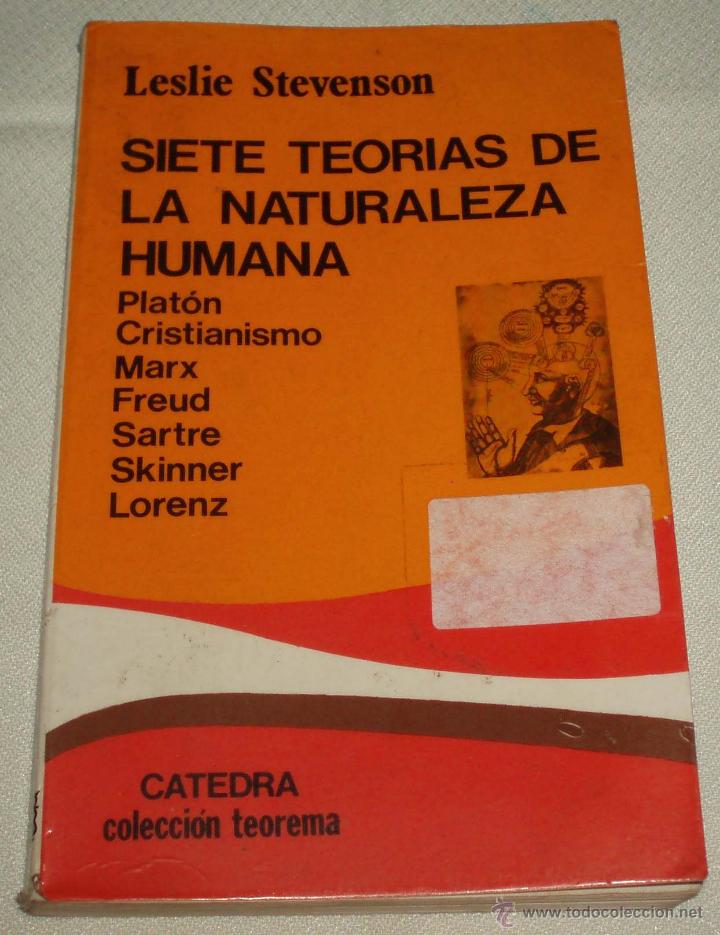 Leslie Stevenson
SIETE TEORIAS DE
LA NATURALEZA
HUMANA
Platón
Cristianismo
Marx
Freud
Sartre
Skinner
Lorenz
CATEDRA
colección teorema
www.todocoleccion.net